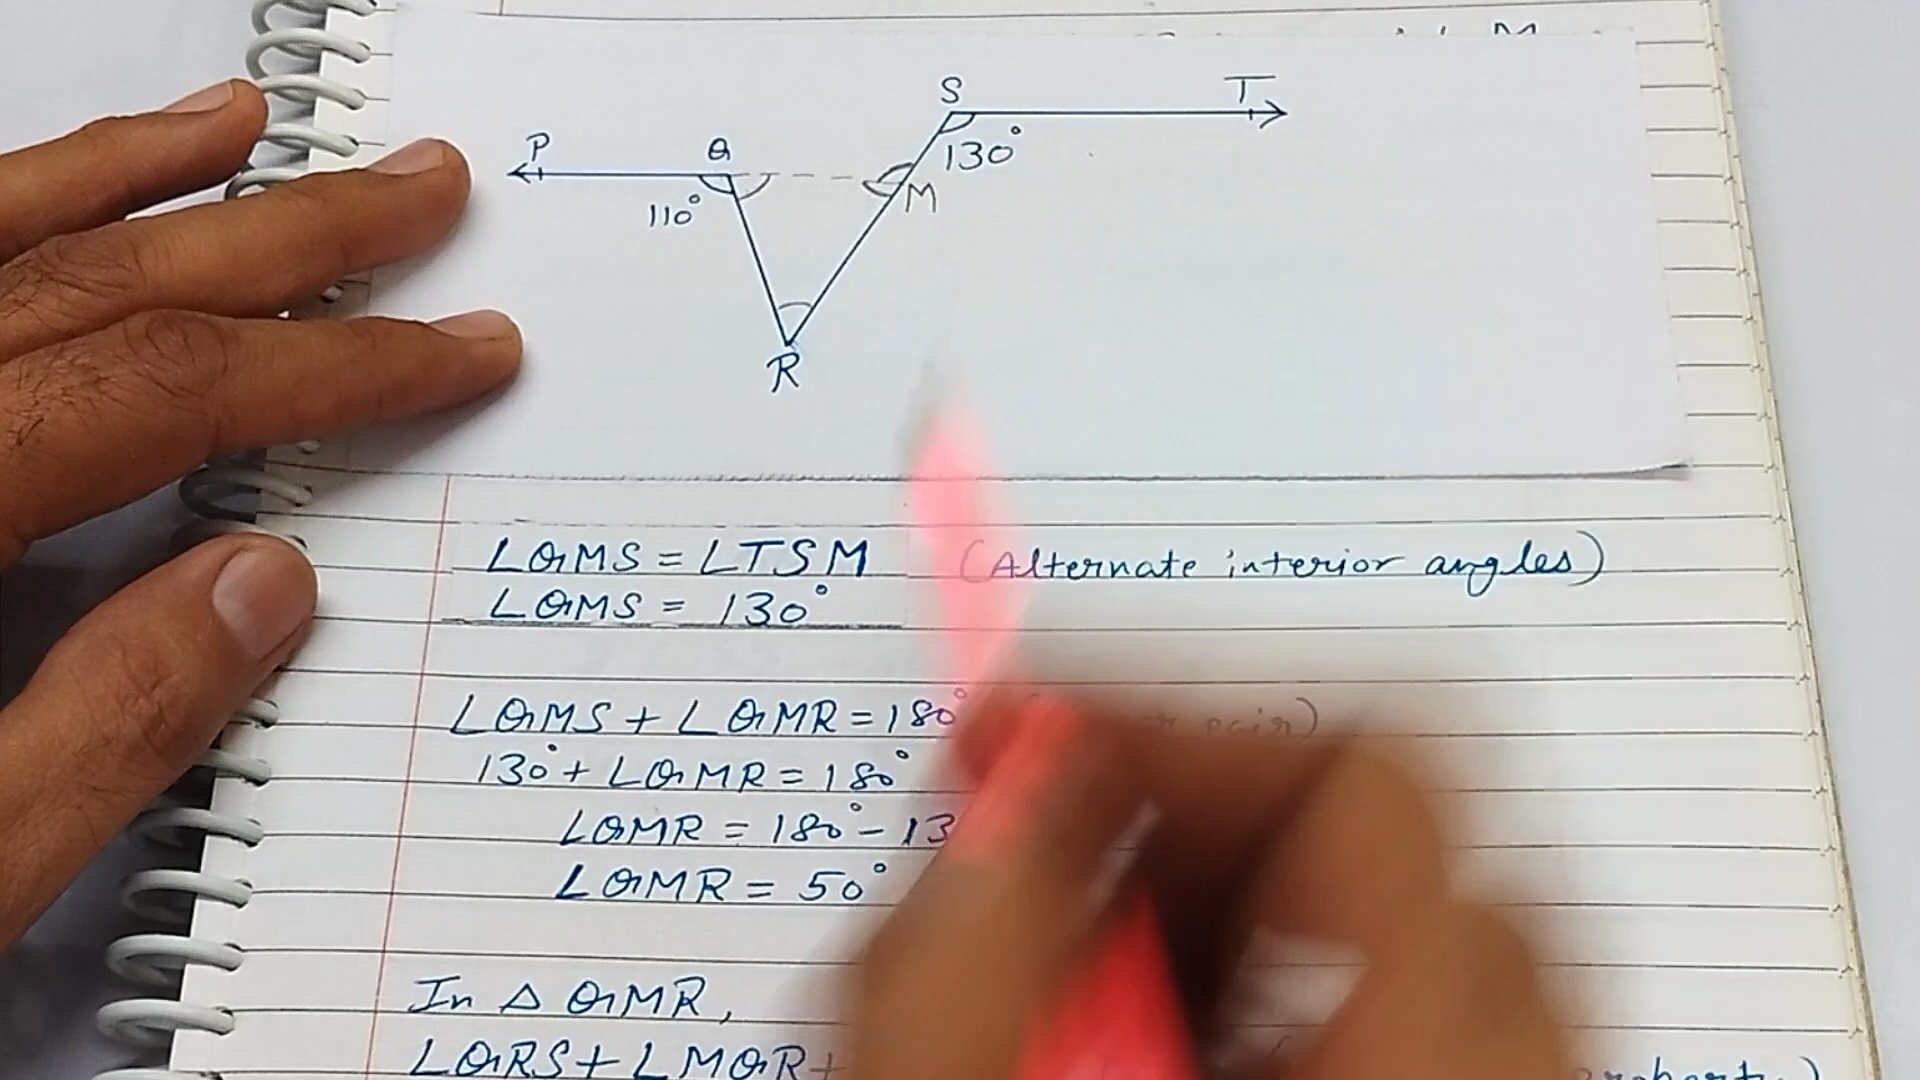 M
S T
P Q 130°
M
110°
R
∠QMS = ∠TSM (Alternate interior angles)
∠QMS = 130°
∠QMS + ∠QMR = 180° pair)
130° + ∠QMR = 180°
∠QMR = 180° - 13
∠QMR = 50°
In △ QMR,
∠QRS + ∠MQR +